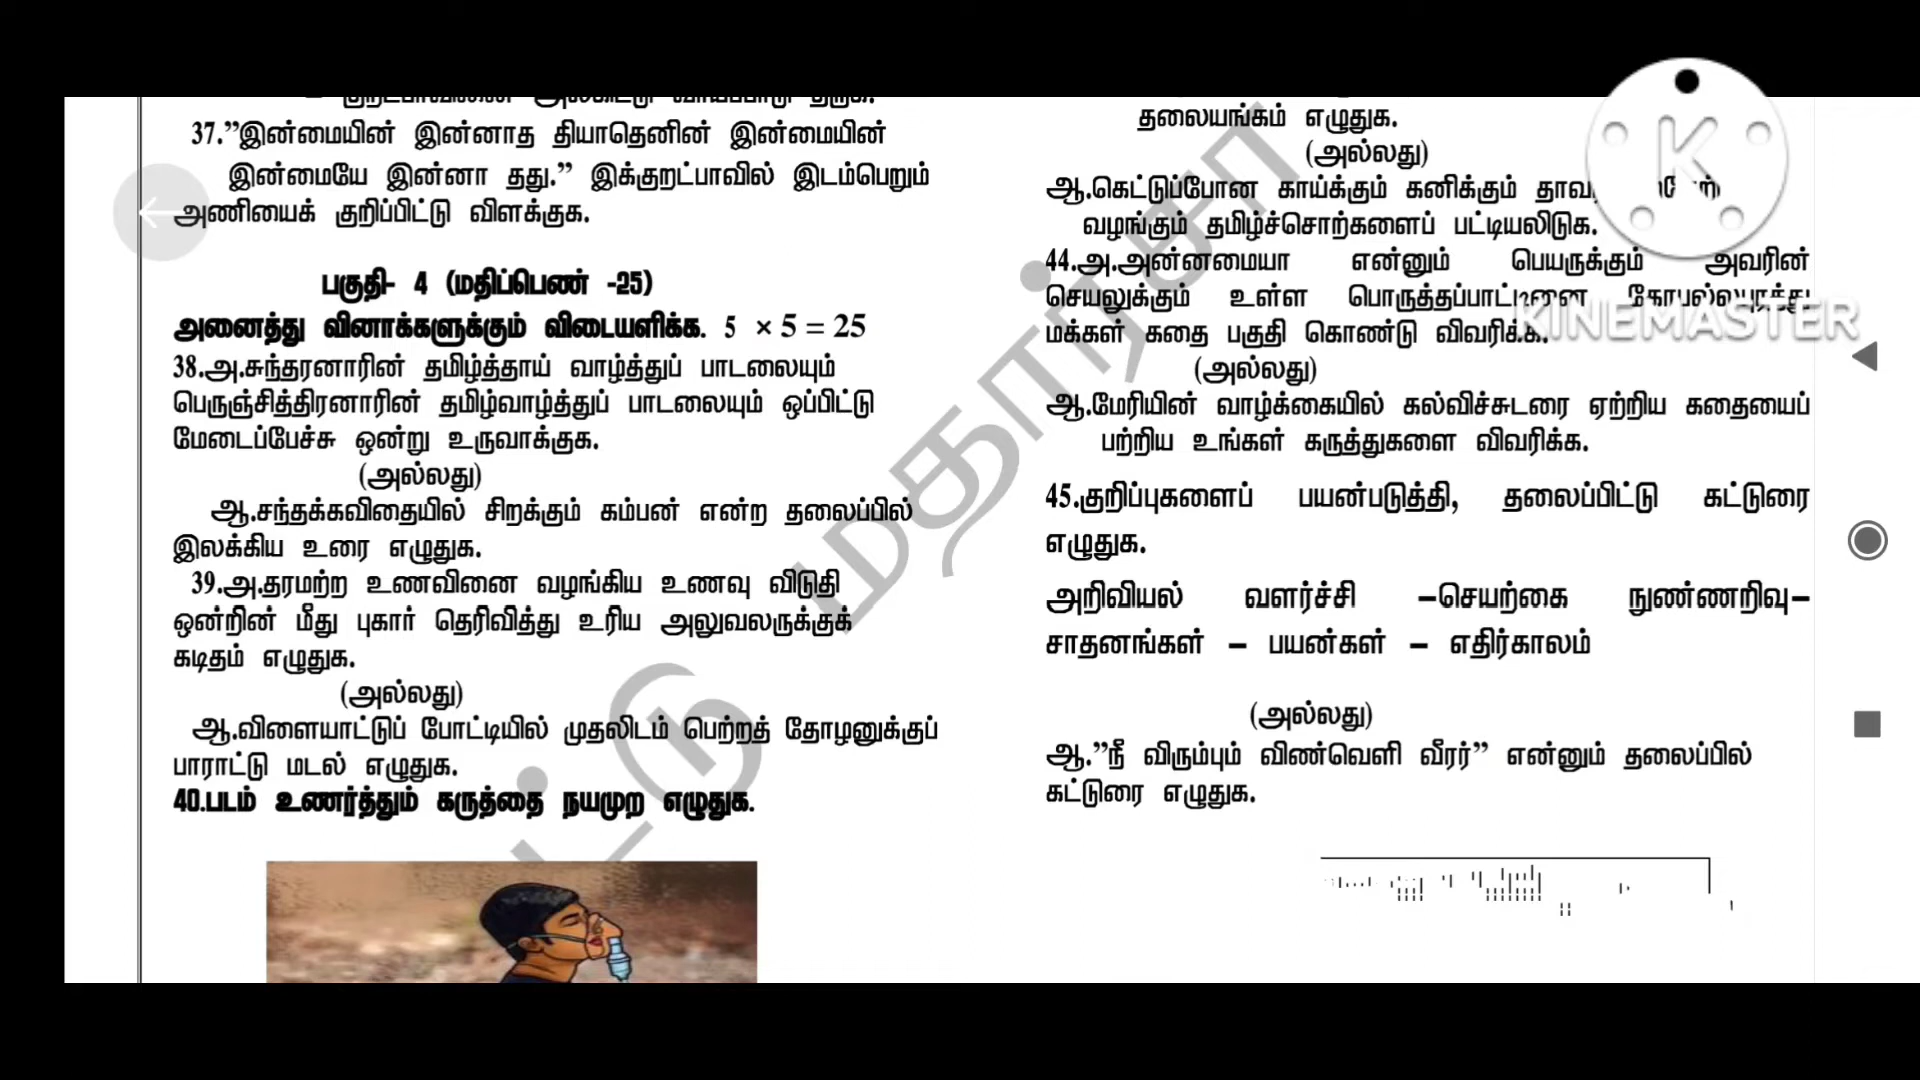 37.”இன்மையின் இன்னாத தியாதெனின் இன்மையின்
இன்மையே இன்னா தது.” இக்குறட்பாவில் இடம்பெறும்
அணியைக் குறிப்பிட்டு விளக்குக.
பகுதி- 4 (மதிப்பெண் -25)
அனைத்து வினாக்களுக்கும் விடையளிக்க. 5 × 5 = 25
38.அ.சுந்தரனாரின் தமிழ்த்தாய் வாழ்த்துப் பாடலையும்
பெருஞ்சித்திரனாரின் தமிழ்வாழ்த்துப் பாடலையும் ஒப்பிட்டு
மேடைப்பேச்சு ஒன்று உருவாக்குக.
(அல்லது)
ஆ.சந்தக்கவிதையில் சிறக்கும் கம்பன் என்ற தலைப்பில்
இலக்கிய உரை எழுதுக.
39.அ.தரமற்ற உணவினை வழங்கிய உணவு விடுதி
ஒன்றின் மீது புகார் தெரிவித்து உரிய அலுவலருக்குக்
கடிதம் எழுதுக.
(அல்லது)
ஆ.விளையாட்டுப் போட்டியில் முதலிடம் பெற்றத் தோழனுக்குப்
பாராட்டு மடல் எழுதுக.
40.படம் உணர்த்தும் கருத்தை நயமுற எழுதுக.
தலையங்கம் எழுதுக.
(அல்லது)
ஆ.கெட்டுப்போன காய்க்கும் கனிக்கும்
வழங்கும் தமிழ்ச்சொற்களைப் பட்டியலிடுக.
44.அ.அன்னமையா என்னும் பெயருக்கும் அவரின்
செயலுக்கும் உள்ள பொருத்தப்பாட்டினை
மக்கள் கதை பகுதி கொண்டு விவரிக்க.
(அல்லது)
ஆ.மேரியின் வாழ்க்கையில் கல்விச்சுடரை ஏற்றிய கதையைப்
பற்றிய உங்கள் கருத்துகளை விவரிக்க.
45.குறிப்புகளைப் பயன்படுத்தி, தலைப்பிட்டு கட்டுரை
எழுதுக.
அறிவியல் வளர்ச்சி –செயற்கை நுண்ணறிவு–
சாதனங்கள் – பயன்கள் – எதிர்காலம்
(அல்லது)
ஆ.”நீ விரும்பும் விண்வெளி வீரர்” என்னும் தலைப்பில்
கட்டுரை எழுதுக.
K
KINEMASTER